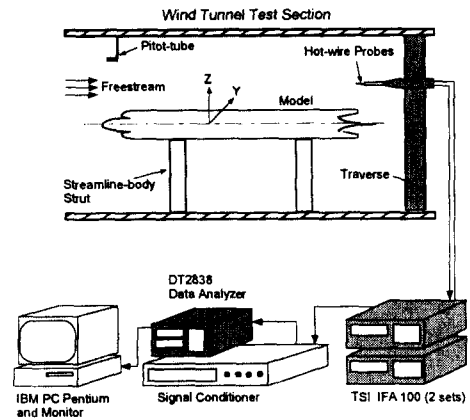 Wind Tunnel Test Section
Pitot-tube
Hot-wire Probes
Freestream
Z
Y
Model
Streamline-body
Strut
Traverse
DT2838
Data Analyzer
IBM PC Pentium
and Monitor
Signal Conditioner
TSI IFA 100 (2 sets)